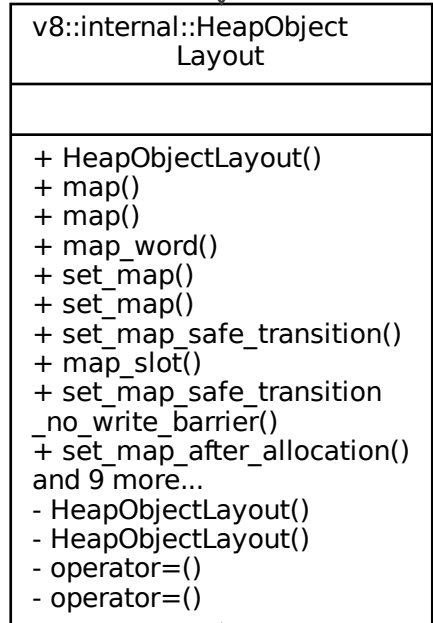 v8::internal::HeapObject
Layout
+ HeapObjectLayout()
+ map()
+ map()
+ map_word()
+ set_map()
+ set_map()
+ set_map_safe_transition()
+ map_slot()
+ set_map_safe_transition
_no_write_barrier()
+ set_map_after_allocation()
and 9 more...
- HeapObjectLayout()
- HeapObjectLayout()
- operator=()
- operator=()